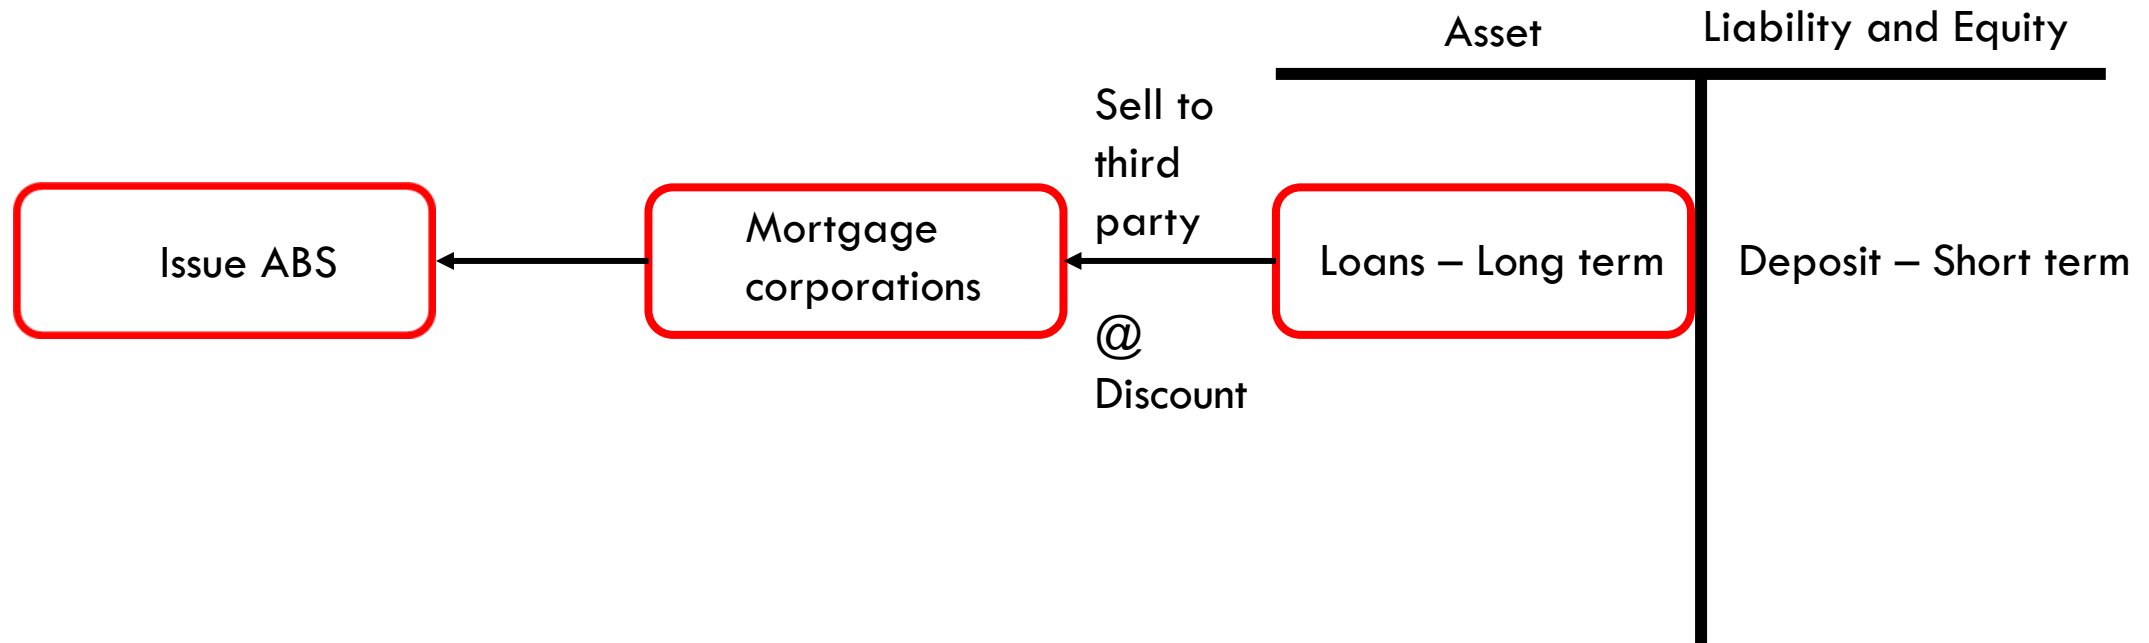 Asset
Liability and Equity
Sell to
third
party
@
Discount
Issue ABS
Mortgage
corporations
Loans – Long term
Deposit – Short term